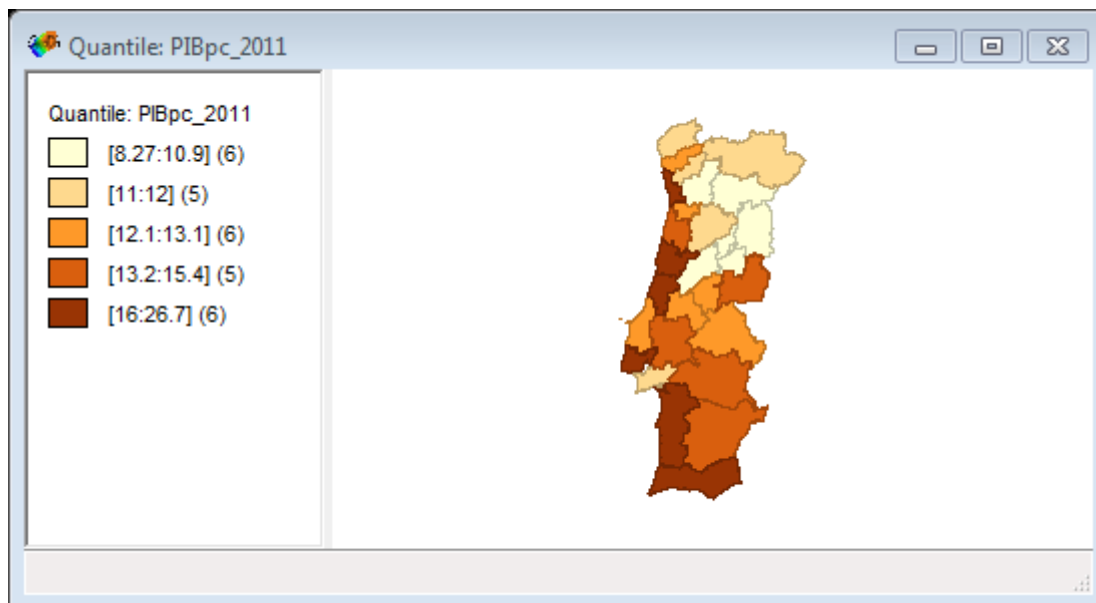 Quantile: PIBpc_2011
Quantile: PIBpc_2011
[8.27:10.9] (6)
[11:12] (5)
[12.1:13.1] (6)
[13.2:15.4] (5)
[16:26.7] (6)